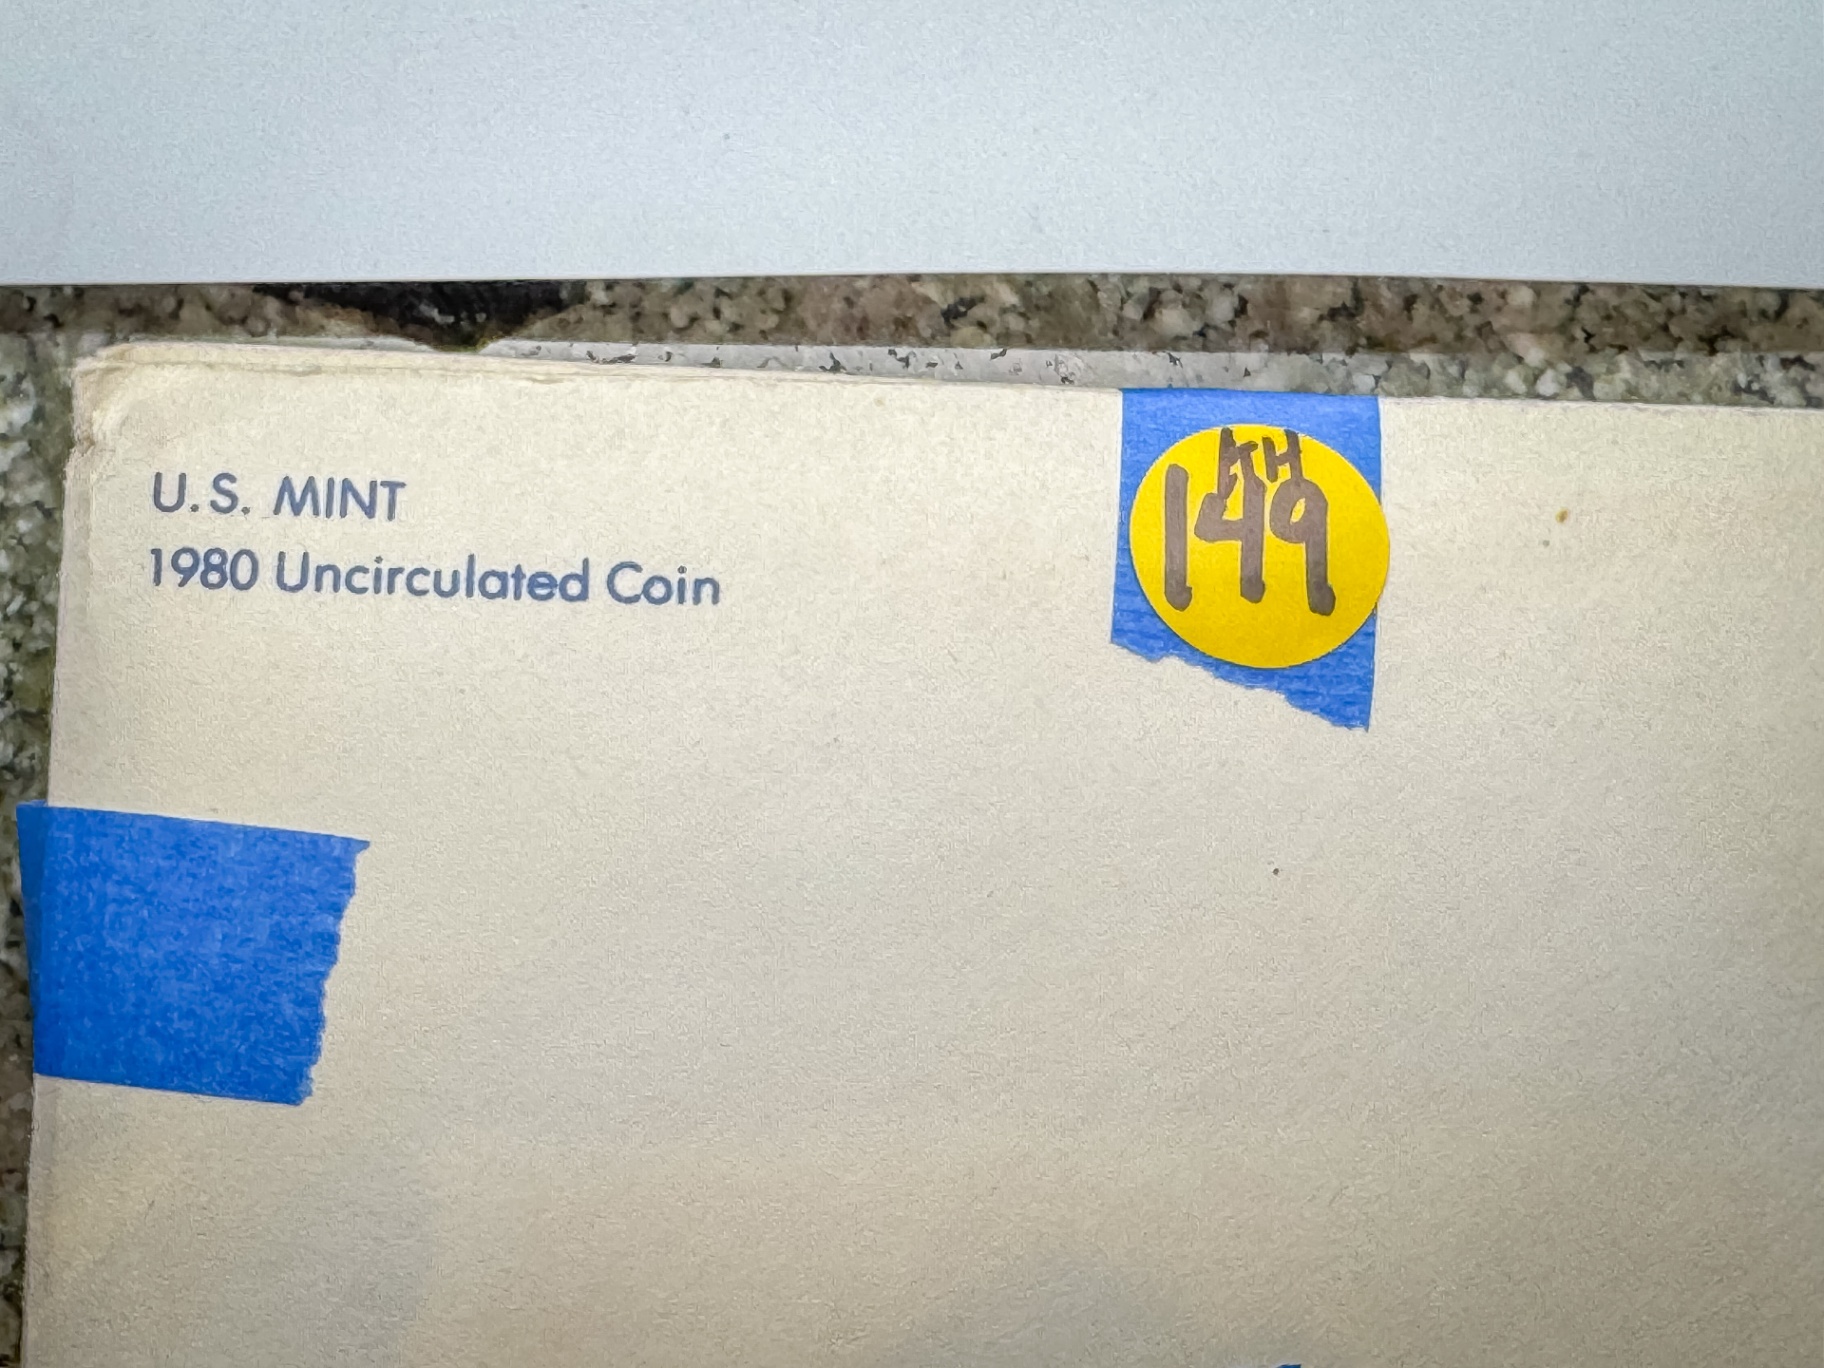 U.S. MINT
1980 Uncirculated Coin
149